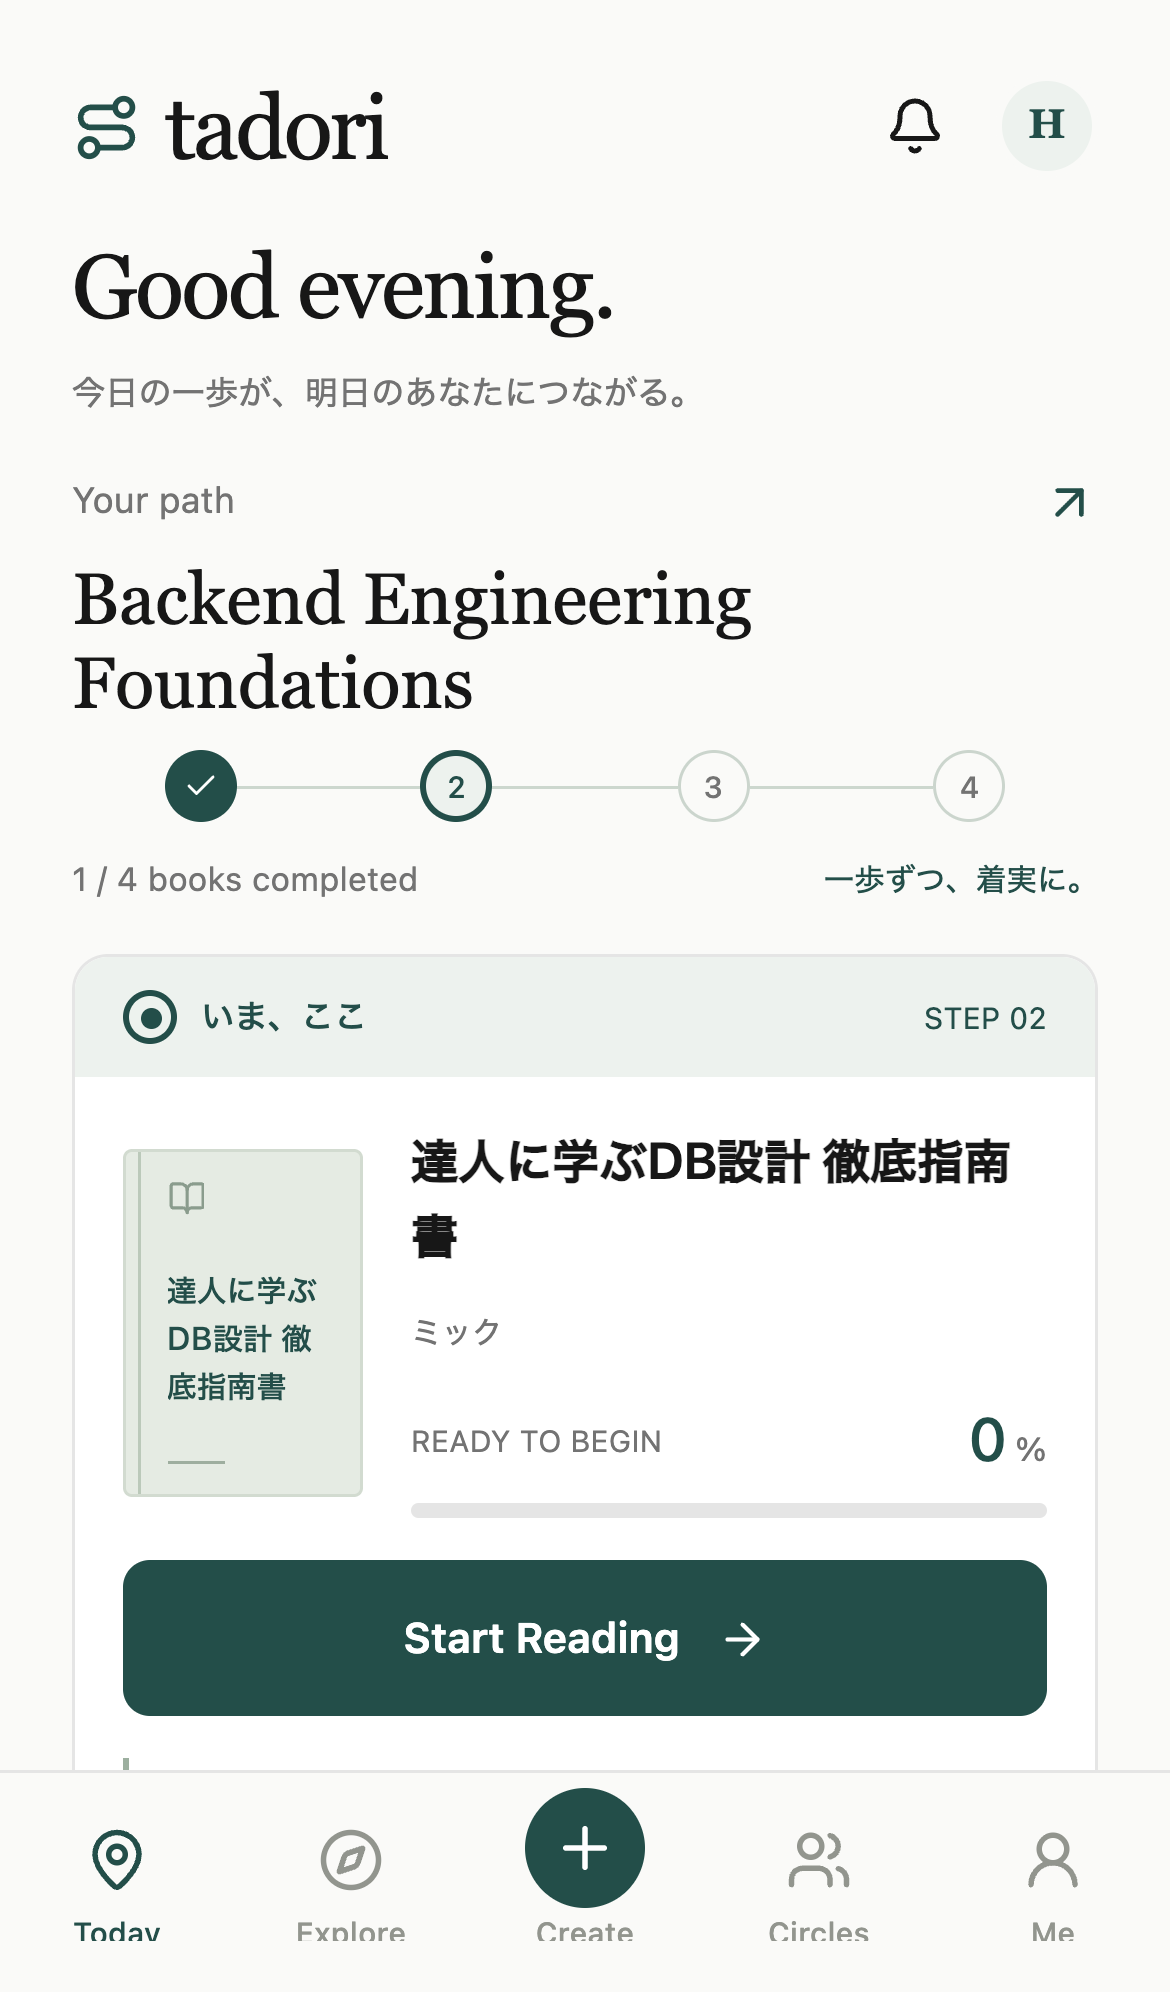 tadori
H
Good evening.
今日の一歩が、明日のあなたにつながる。
Your path
Backend Engineering
Foundations
2
3
4
1 / 4 books completed
一歩ずつ、着実に。
いま、ここ
STEP 02
達人に学ぶDB設計 徹底指南
書
達人に学ぶ
DB設計 徹
底指南書
ミック
READY TO BEGIN
0 %
Start Reading
Today
Explore
Create
Circles
Me